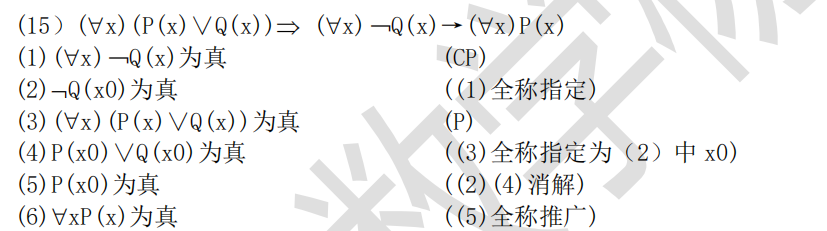 (15) (∀x)(P(x)∨Q(x))⇒ (∀x)¬Q(x)→(∀x)P(x)
(1)(∀x)¬Q(x)为真 (CP)
(2)¬Q(x0)为真 ((1)全称指定)
(3)(∀x)(P(x)∨Q(x))为真 (P)
(4)P(x0)∨Q(x0)为真 ((3)全称指定为（2）中 x0)
(5)P(x0)为真 ((2)(4)消解)
(6)∀xP(x)为真 ((5)全称推广)